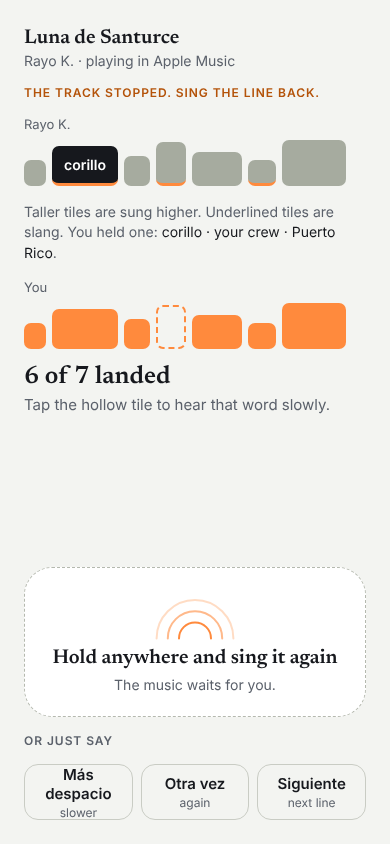 Luna de Santurce
Rayo K. · playing in Apple Music
THE TRACK STOPPED. SING THE LINE BACK.
Rayo K.
corillo
Taller tiles are sung higher. Underlined tiles are
slang. You held one: corillo · your crew · Puerto
Rico.
You
6 of 7 landed
Tap the hollow tile to hear that word slowly.
Hold anywhere and sing it again
The music waits for you.
OR JUST SAY
Más
despacio
slower
Otra vez
again
Siguiente
next line